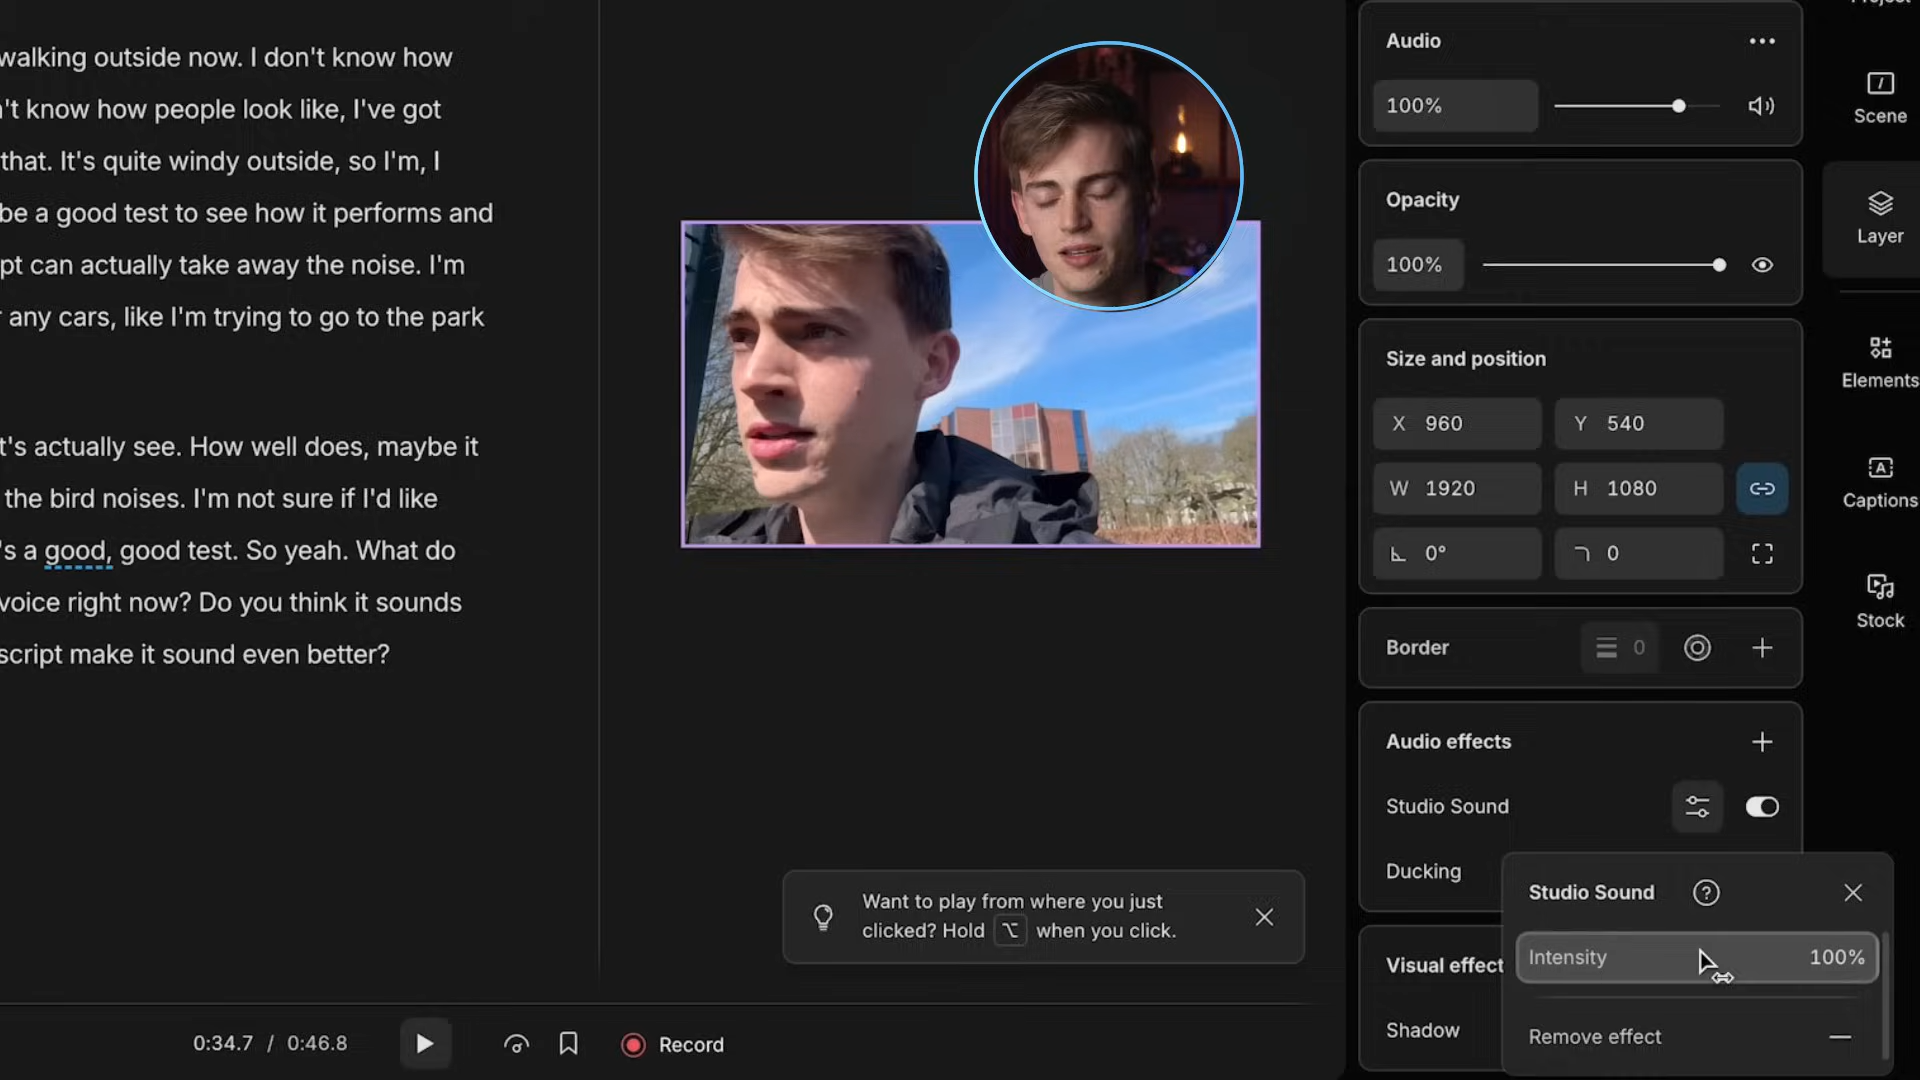 walking outside now. I don't know how
't know how people look like, I've got
that. It's quite windy outside, so I'm, I
be a good test to see how it performs and
pt can actually take away the noise. I'm
r any cars, like I'm trying to go to the park
t's actually see. How well does, maybe it
the bird noises. I'm not sure if I'd like
's a good, good test. So yeah. What do
voice right now? Do you think it sounds
script make it sound even better?
Want to play from where you just
clicked? Hold ⌥ when you click.
0:34.7 / 0:46.8
Record
Audio
100%
Opacity
100%
Size and position
X 960
Y 540
W 1920
H 1080
0°
0
Border
0
Audio effects
Studio Sound
Ducking
Visual effect
Shadow
Studio Sound
Intensity 100%
Remove effect
Scene
Layer
Elements
Captions
Stock